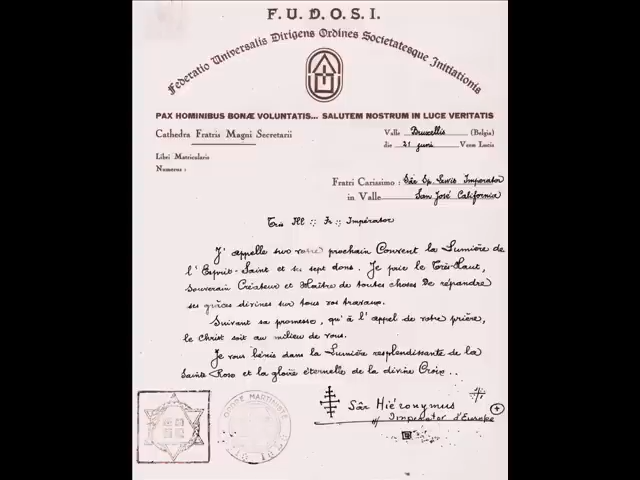 F. U. D. O. S. I.
Federatio Universalis Dirigens Ordines Societatesque Initiationis
PAX HOMINIBUS BONÆ VOLUNTATIS... SALUTEM NOSTRUM IN LUCE VERITATIS
Cathedra Fratris Magni Secretarii
Valle Bruxellis (Belgia)
die 21 juni Veræ Lucis
Libri Matricularis
Numerus :
Fratri Carissimo : Sâr Sp. Lewis Imperator
in Valle San José California
Très Ill :: Fr :: Impérator
J'appelle sur votre prochain Convent la Lumière de
l'Esprit-Saint et su sept dons. Je prie le Très-Haut,
Souverain Créateur et Maître de toutes choses De répandre
ses grâces divines sur tous vos travaux.
Suivant sa promesse, qu'à l'appel de votre prière,
le Christ soit au milieu de vous.
Je vous bénis dans la Lumière resplendissante de la
Sainte Rose et la gloire éternelle de la divine Croix...
Sâr Hiéronymus
Imperator d'Europe
ORDRE MARTINISTE